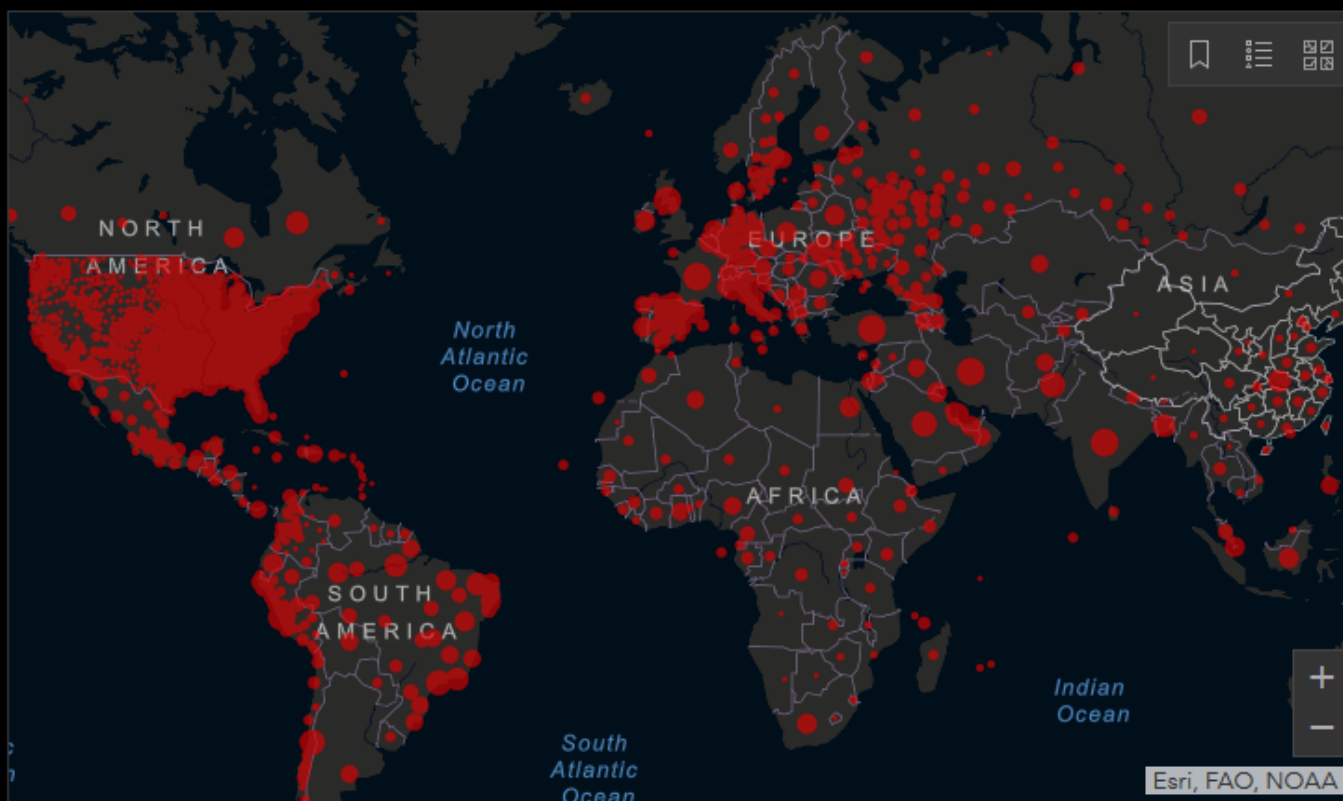 NORTH
AMERICA
EUROPE
ASIA
North
Atlantic
Ocean
AFRICA
SOUTH
AMERICA
Indian
Ocean
South
Atlantic
Ocean
+
−
Esri, FAO, NOAA